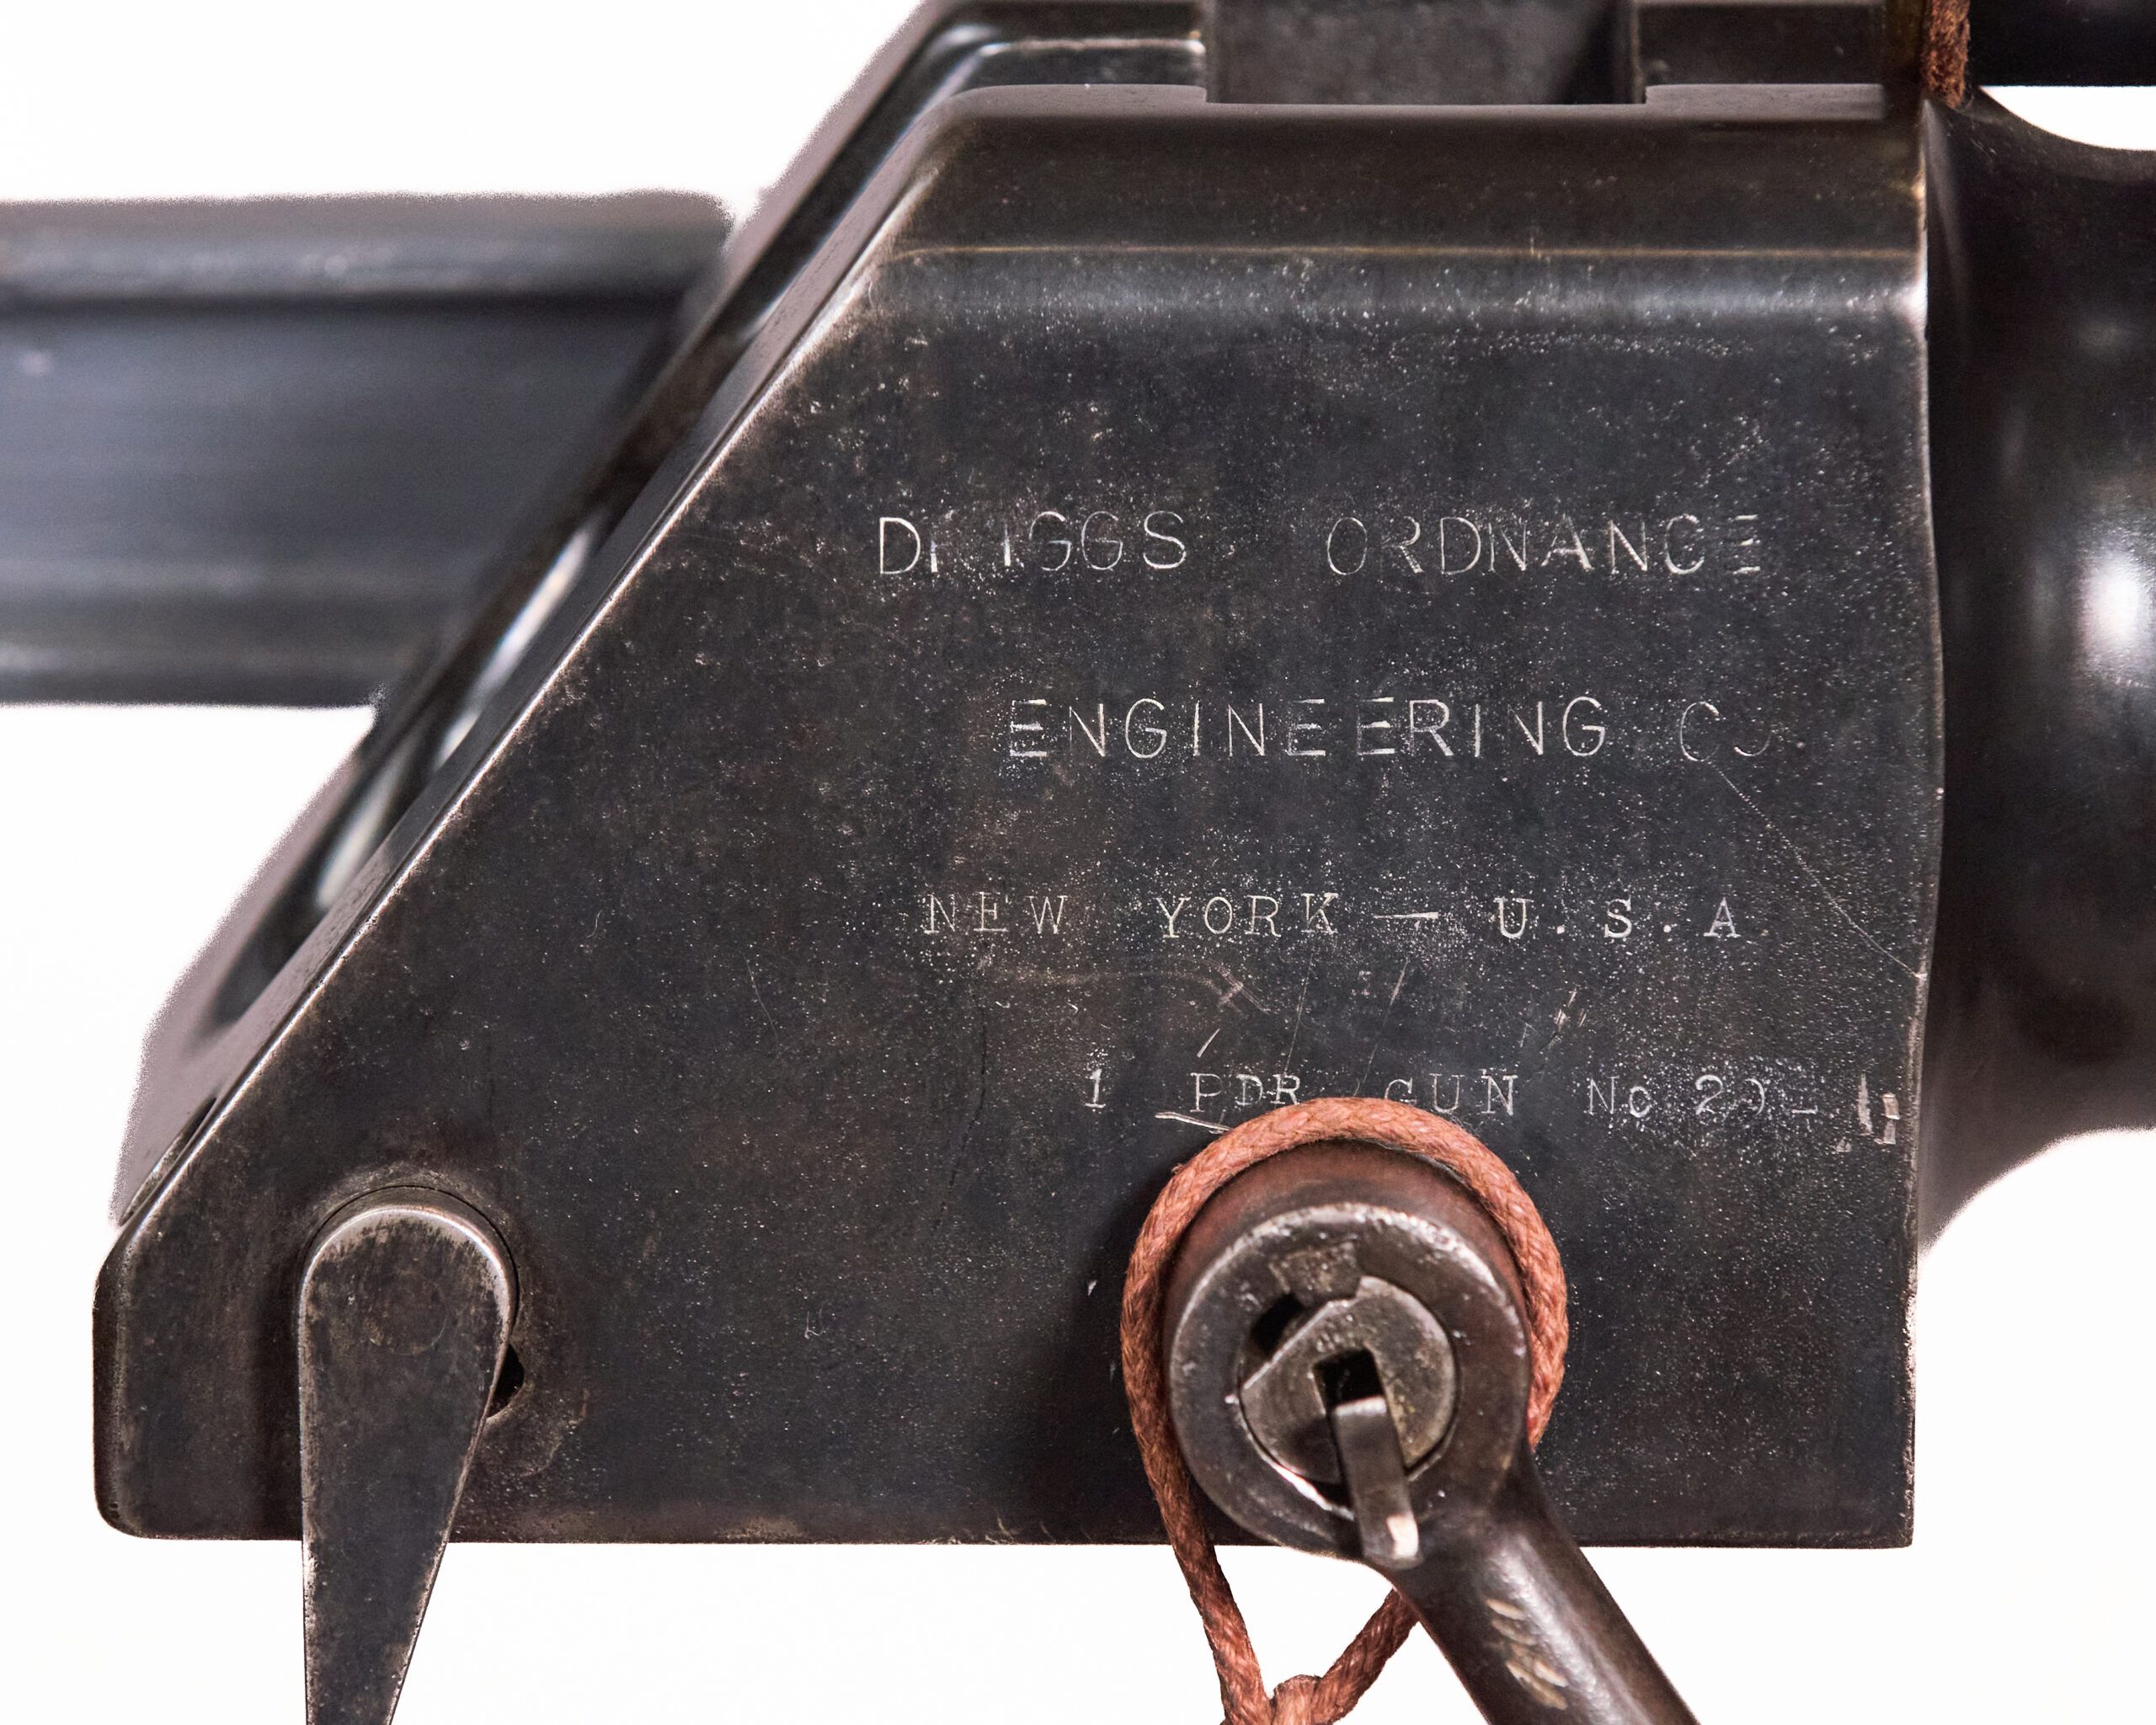 DRIGGS ORDNANCE
ENGINEERING CO
NEW YORK — U.S.A
1 PDR GUN No